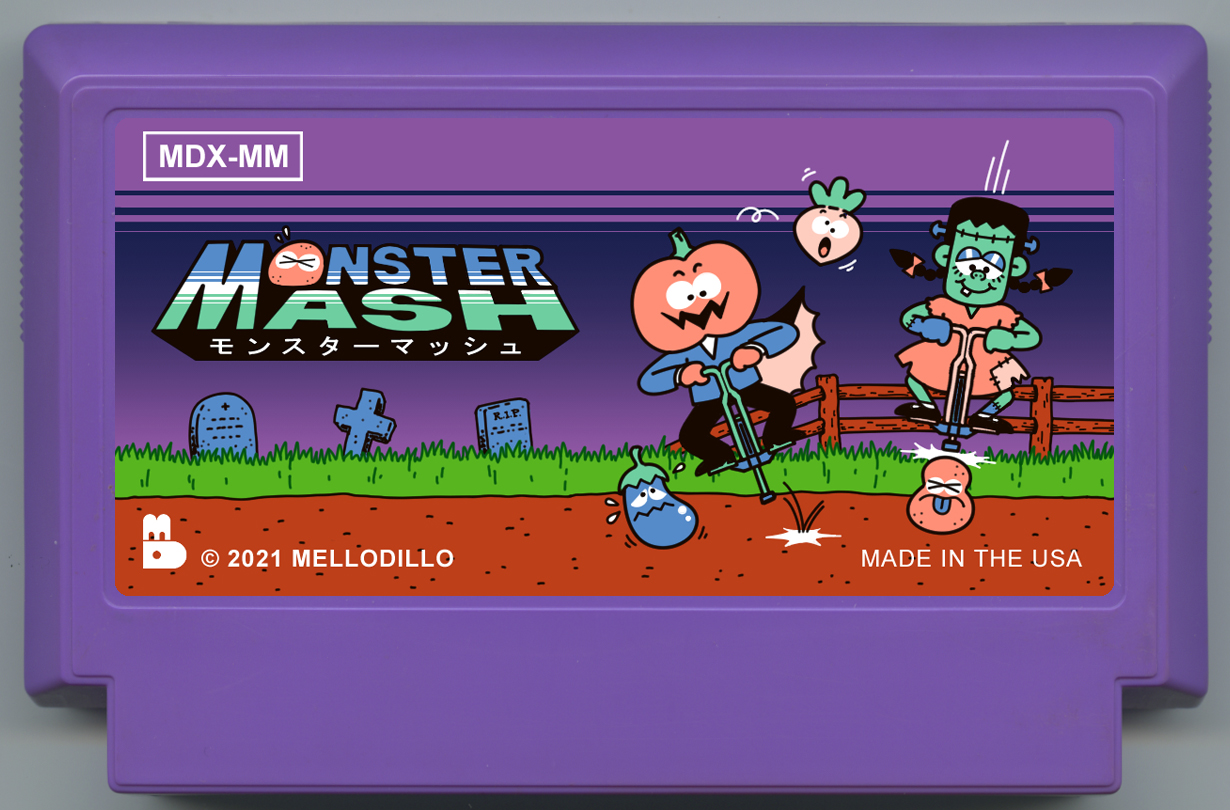 MDX-MM
MONSTER
MASH
モンスターマッシュ
R.I.P.
© 2021 MELLODILLO
MADE IN THE USA